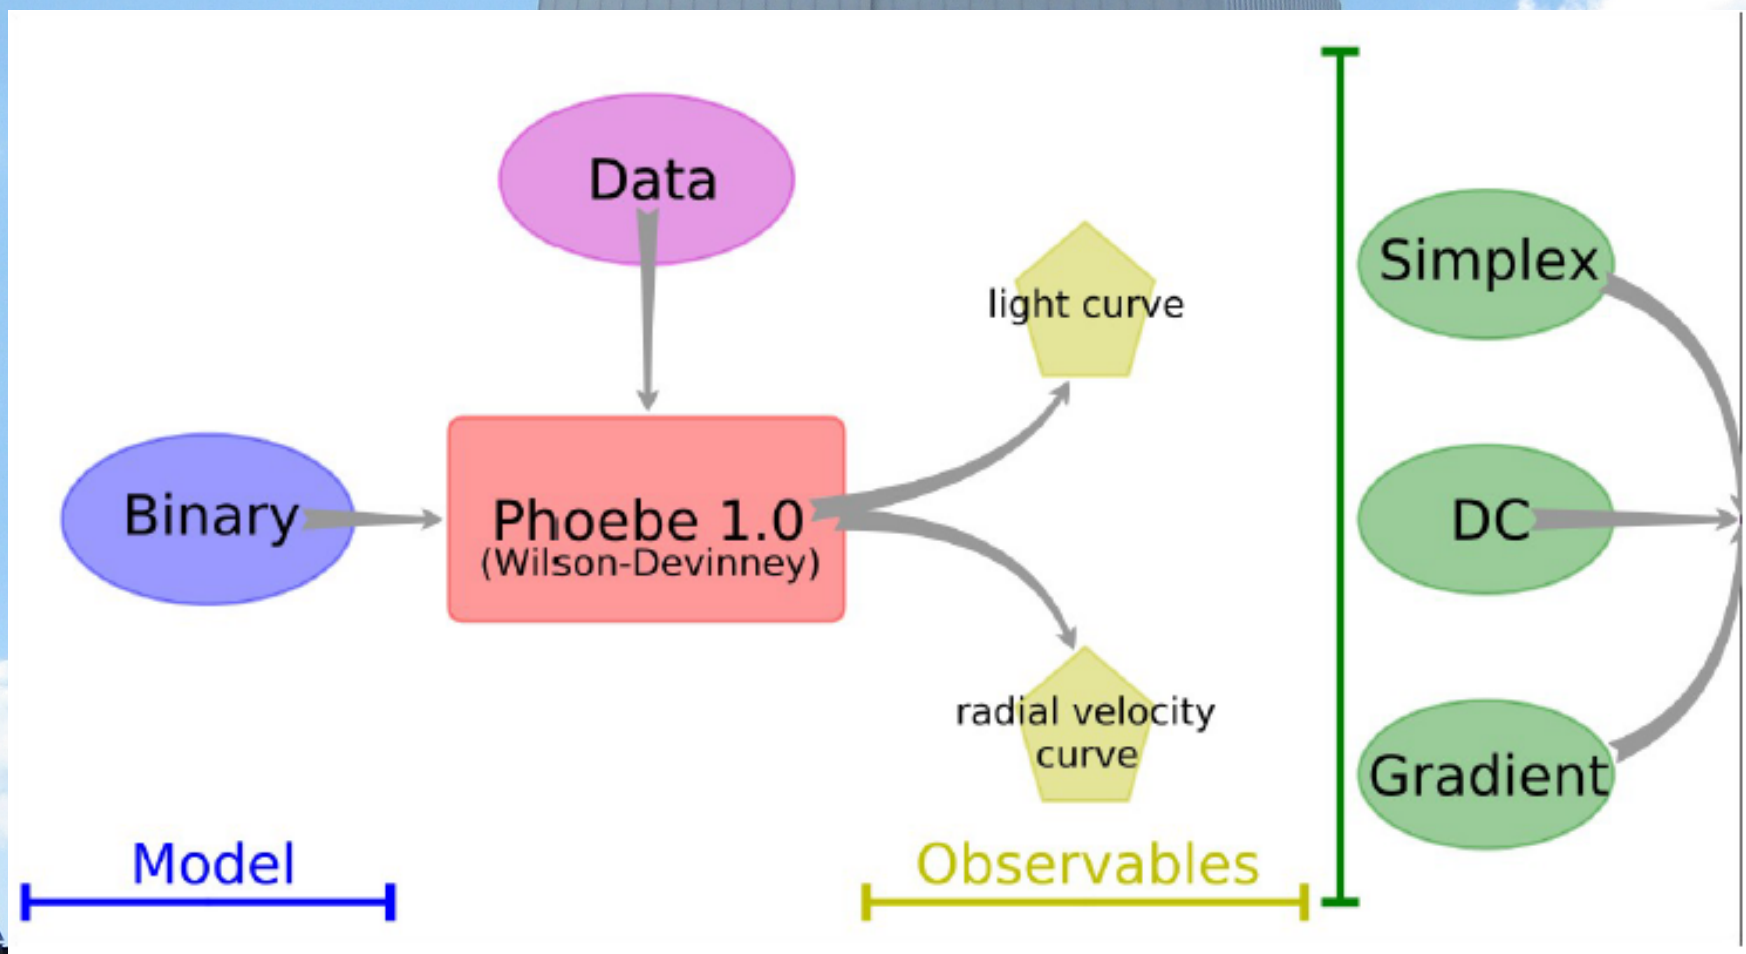 Data
light curve
Simplex
Binary
Phoebe 1.0
(Wilson-Devinney)
DC
radial velocity
curve
Gradient
Model
Observables